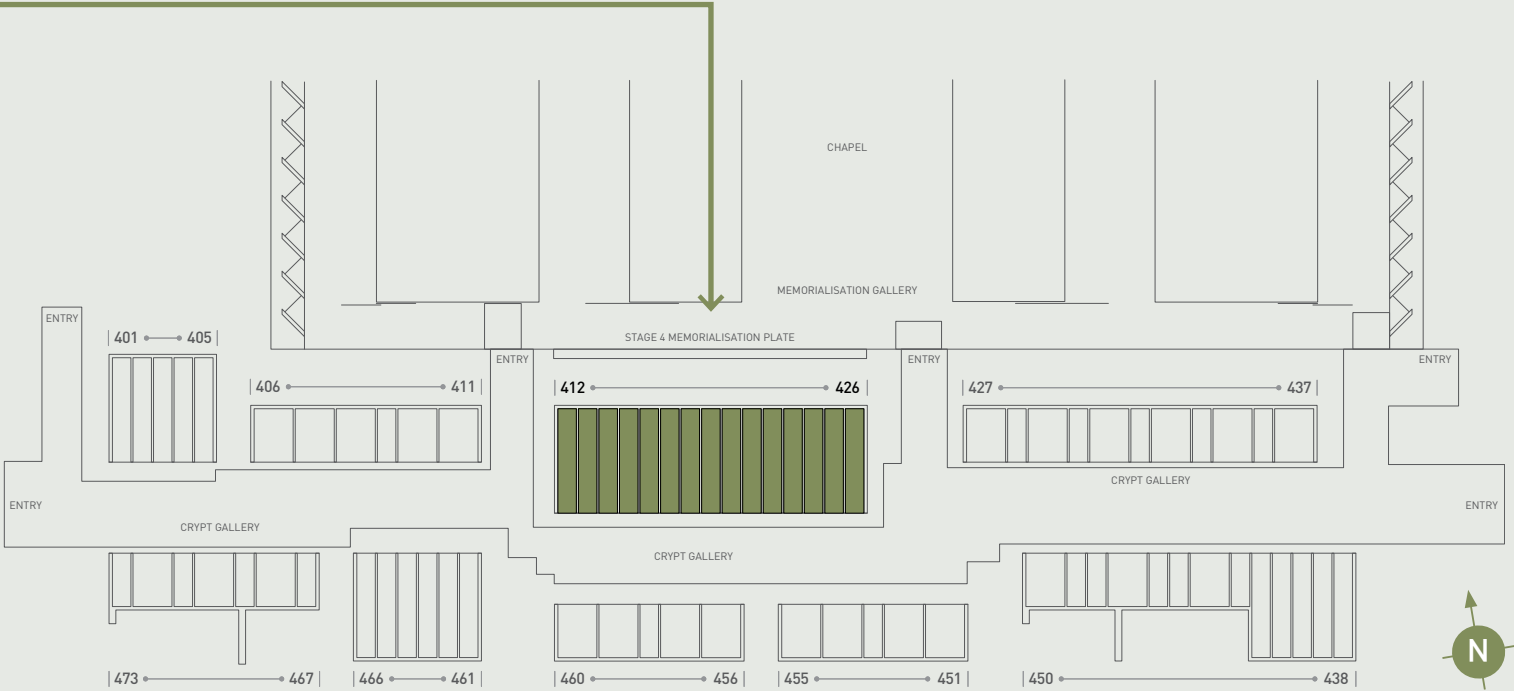 CHAPEL
MEMORIALISATION GALLERY
ENTRY
401 405
STAGE 4 MEMORIALISATION PLATE
ENTRY
ENTRY
ENTRY
406 411
412 426
427 437
CRYPT GALLERY
ENTRY
ENTRY
CRYPT GALLERY
CRYPT GALLERY
N
473 467
466 461
460 456
455 451
450 438